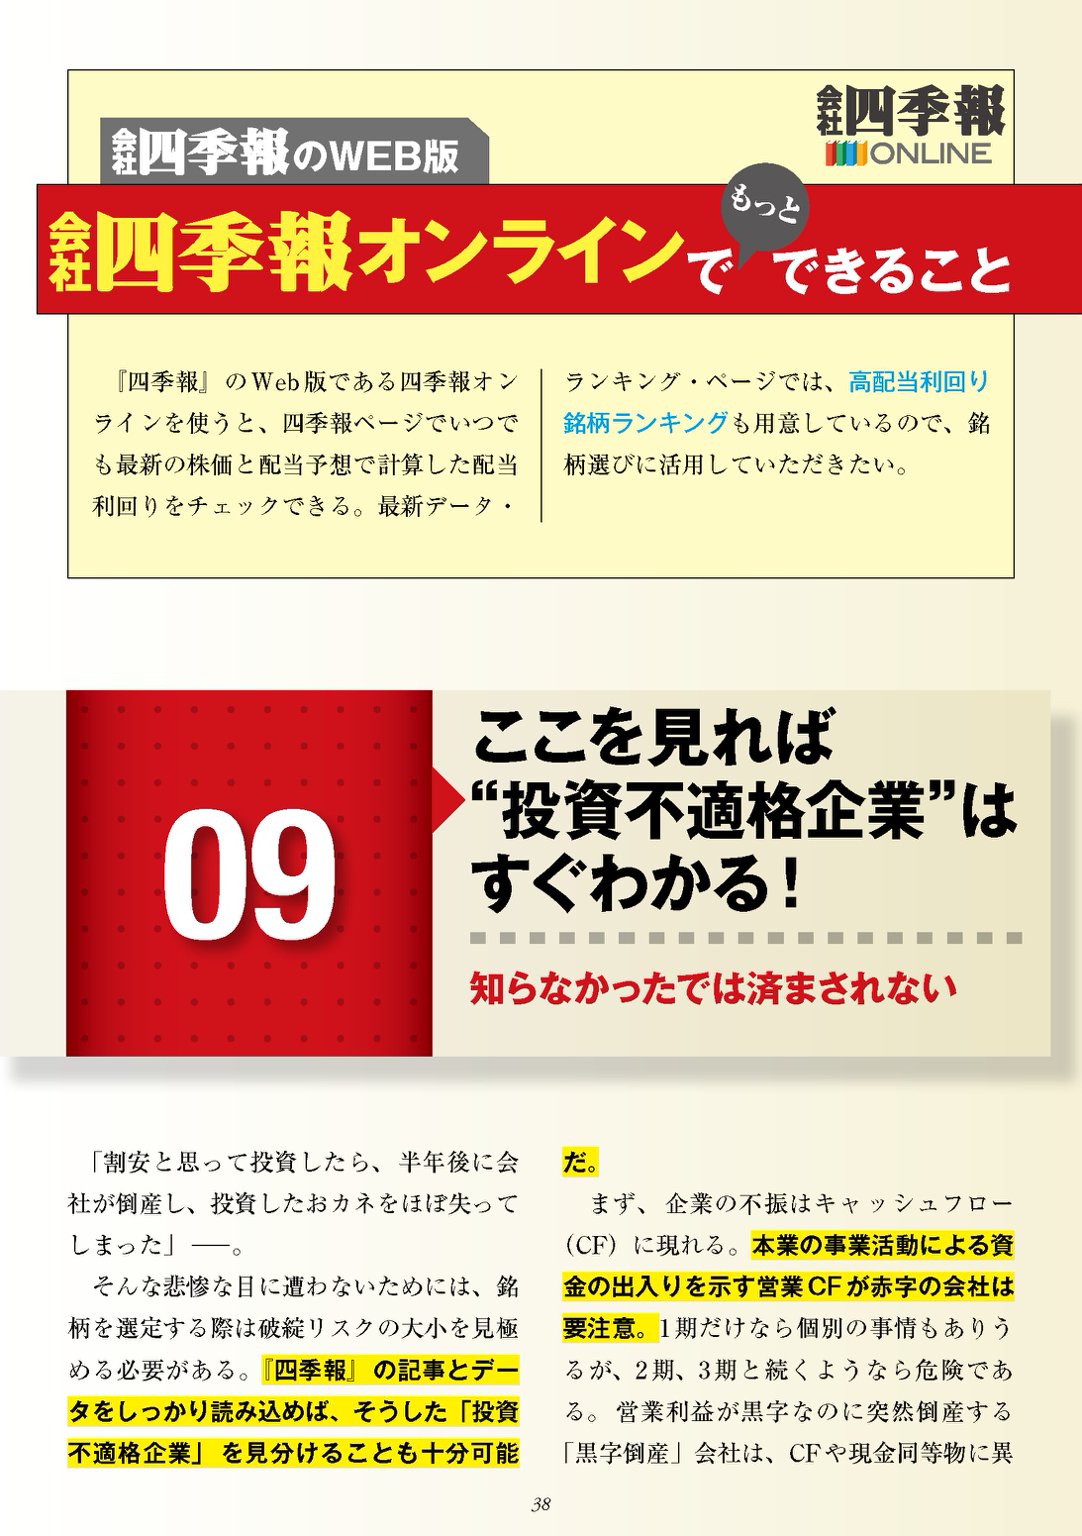 会社四季報
ONLINE
会社四季報のWEB版
会社四季報オンラインでもっとできること
『四季報』のWeb版である四季報オン
ラインを使うと、四季報ページでいつで
も最新の株価と配当予想で計算した配当
利回りをチェックできる。最新データ・
ランキング・ページでは、高配当利回り
銘柄ランキングも用意しているので、銘
柄選びに活用していただきたい。
09
ここを見れば
“投資不適格企業”は
すぐわかる！
知らなかったでは済まされない
「割安と思って投資したら、半年後に会
社が倒産し、投資したおカネをほぼ失って
しまった」──。
そんな悲惨な目に遭わないためには、銘
柄を選定する際は破綻リスクの大小を見極
める必要がある。『四季報』の記事とデー
タをしっかり読み込めば、そうした「投資
不適格企業」を見分けることも十分可能
だ。
まず、企業の不振はキャッシュフロー
（CF）に現れる。本業の事業活動による資
金の出入りを示す営業CFが赤字の会社は
要注意。1期だけなら個別の事情もありう
るが、2期、3期と続くようなら危険であ
る。営業利益が黒字なのに突然倒産する
「黒字倒産」会社は、CFや現金同等物に異
38